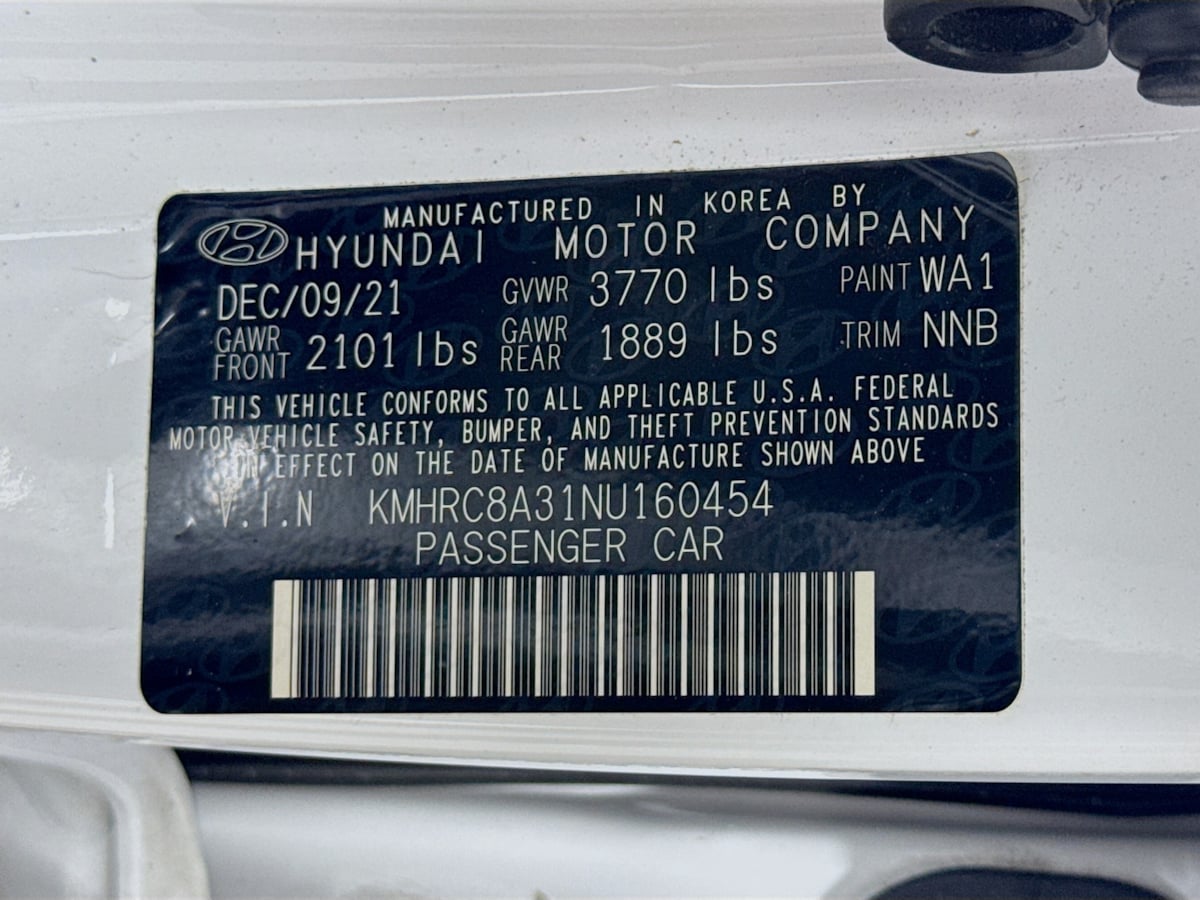 MANUFACTURED IN KOREA BY
HYUNDAI MOTOR COMPANY
DEC/09/21 GVWR 3770 lbs PAINT WA1
GAWR FRONT 2101 lbs GAWR REAR 1889 lbs TRIM NNB
THIS VEHICLE CONFORMS TO ALL APPLICABLE U.S.A. FEDERAL
MOTOR VEHICLE SAFETY, BUMPER, AND THEFT PREVENTION STANDARDS
IN EFFECT ON THE DATE OF MANUFACTURE SHOWN ABOVE
V.I.N KMHRC8A31NU160454
PASSENGER CAR